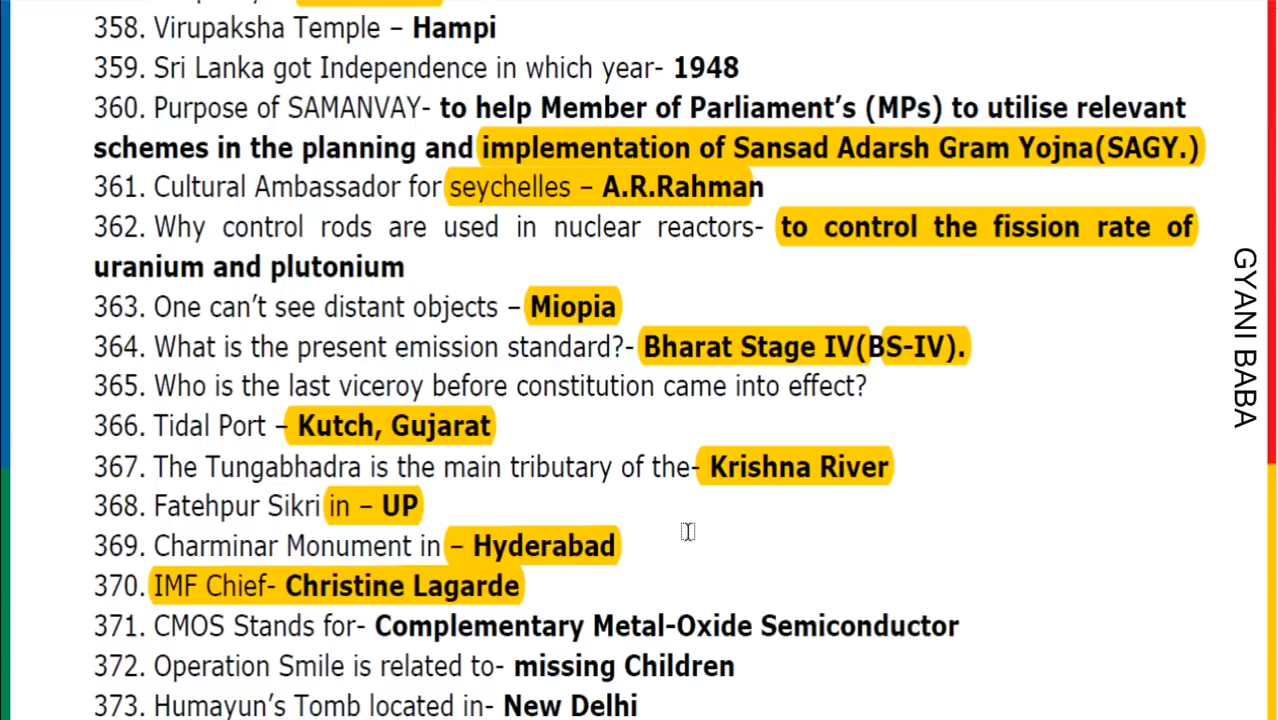 358. Virupaksha Temple – Hampi
359. Sri Lanka got Independence in which year- 1948
360. Purpose of SAMANVAY- to help Member of Parliament's (MPs) to utilise relevant
schemes in the planning and implementation of Sansad Adarsh Gram Yojna(SAGY.)
361. Cultural Ambassador for seychelles – A.R.Rahman
362. Why control rods are used in nuclear reactors- to control the fission rate of
uranium and plutonium
363. One can't see distant objects – Miopia
364. What is the present emission standard?- Bharat Stage IV(BS-IV).
365. Who is the last viceroy before constitution came into effect?
366. Tidal Port – Kutch, Gujarat
367. The Tungabhadra is the main tributary of the- Krishna River
368. Fatehpur Sikri in – UP
369. Charminar Monument in – Hyderabad
370. IMF Chief- Christine Lagarde
371. CMOS Stands for- Complementary Metal-Oxide Semiconductor
372. Operation Smile is related to- missing Children
373. Humayun's Tomb located in- New Delhi
GYANI BABA